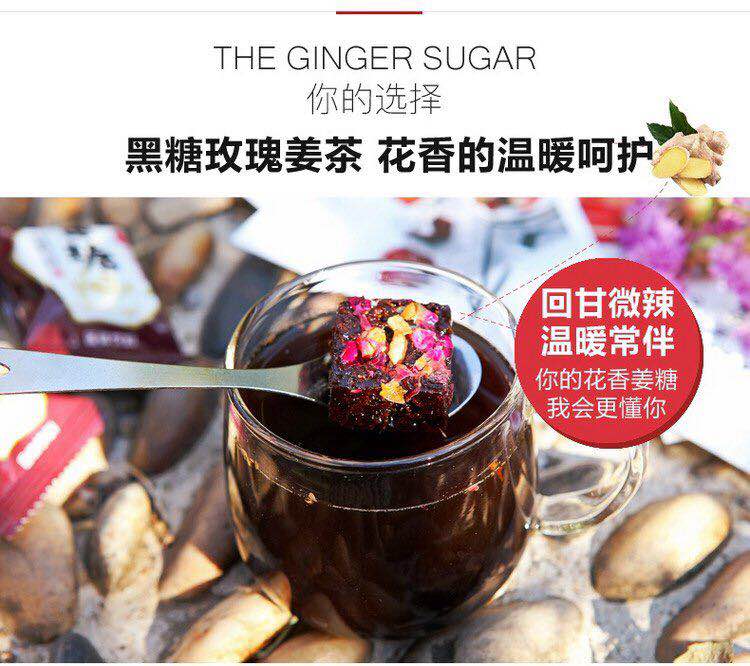 THE GINGER SUGAR
你的选择
黑糖玫瑰姜茶 花香的温暖呵护
回甘微辣
温暖常伴
你的花香姜糖
我会更懂你
糖